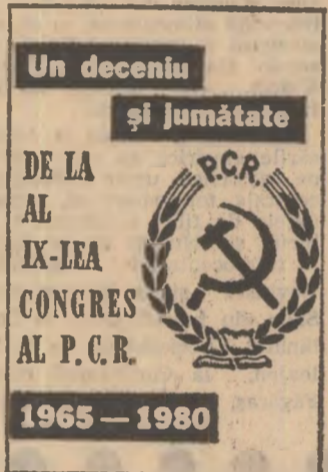 Un deceniu
și jumătate
DE LA
AL
IX-LEA
CONGRES
AL P.C.R.
P.C.R.
1965 — 1980